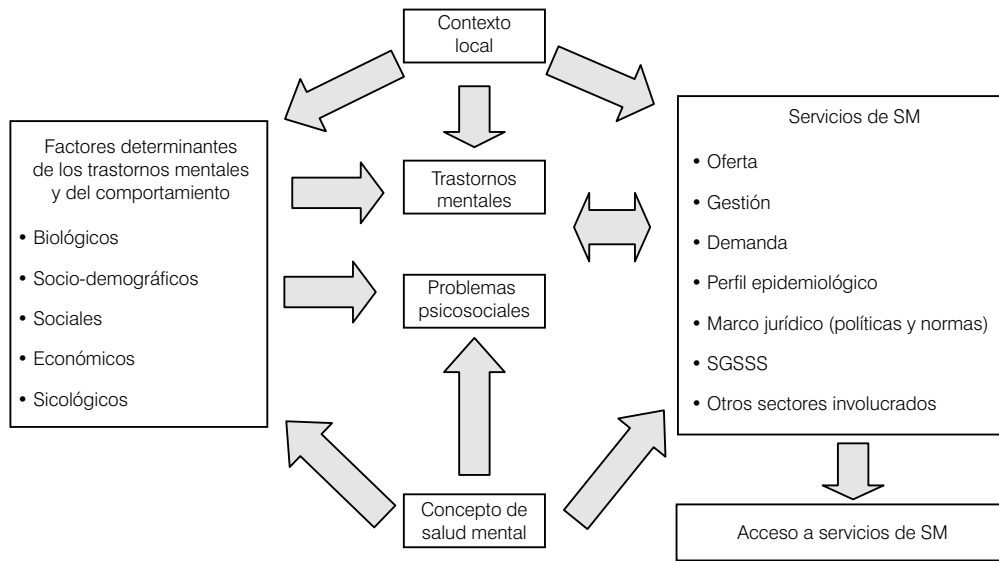 Contexto
local
Factores determinantes
de los trastornos mentales
y del comportamiento
• Biológicos
• Socio-demográficos
• Sociales
• Económicos
• Sicológicos
Trastornos
mentales
Problemas
psicosociales
Concepto de
salud mental
Servicios de SM
• Oferta
• Gestión
• Demanda
• Perfil epidemiológico
• Marco jurídico (políticas y normas)
• SGSSS
• Otros sectores involucrados
Acceso a servicios de SM